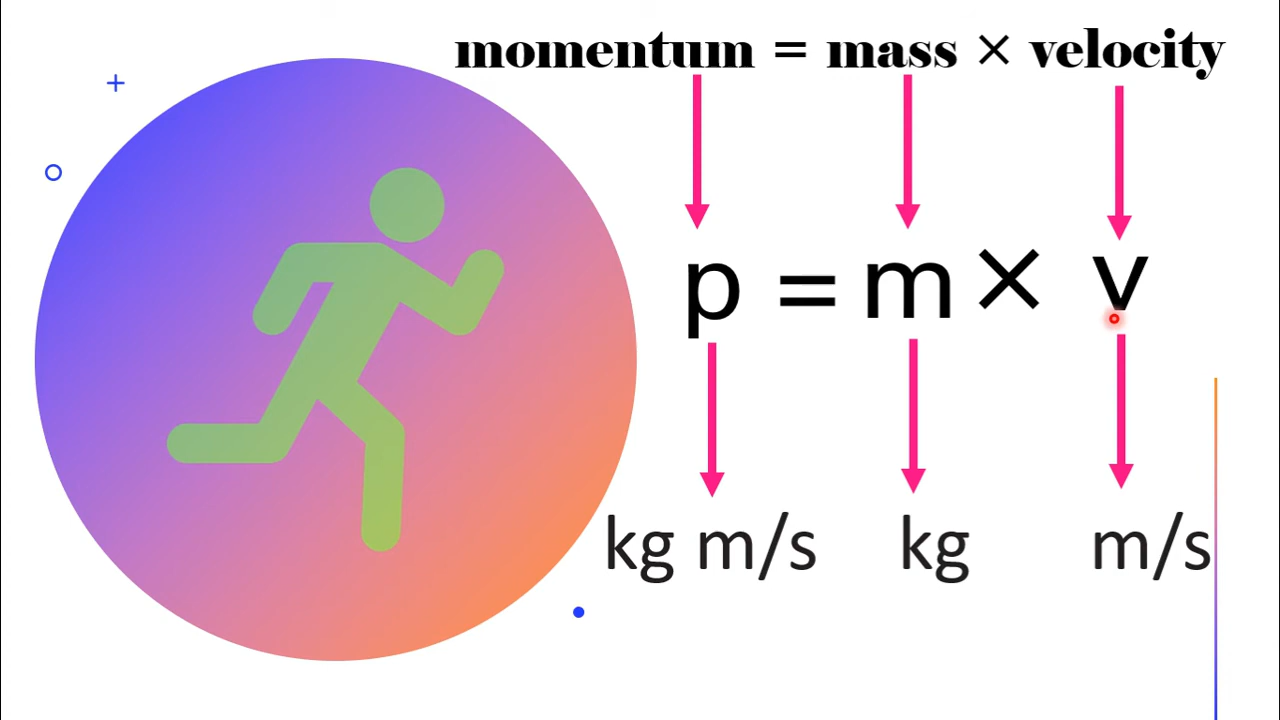 momentum = mass × velocity
p = m × v
kg m/s kg m/s